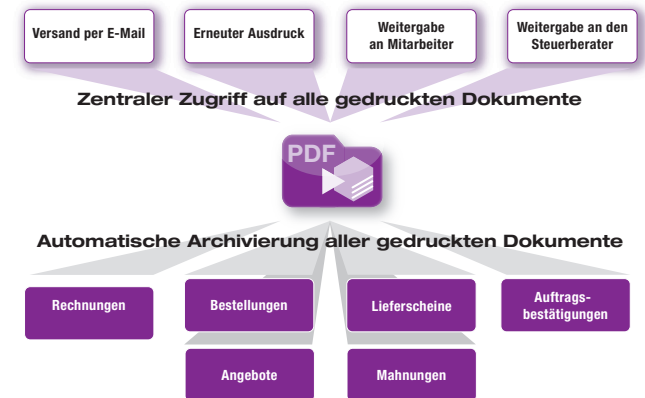 Versand per E-Mail
Erneuter Ausdruck
Weitergabe
an Mitarbeiter
Weitergabe an den
Steuerberater
Zentraler Zugriff auf alle gedruckten Dokumente
PDF
Automatische Archivierung aller gedruckten Dokumente
Rechnungen
Bestellungen
Lieferscheine
Auftrags-
bestätigungen
Angebote
Mahnungen